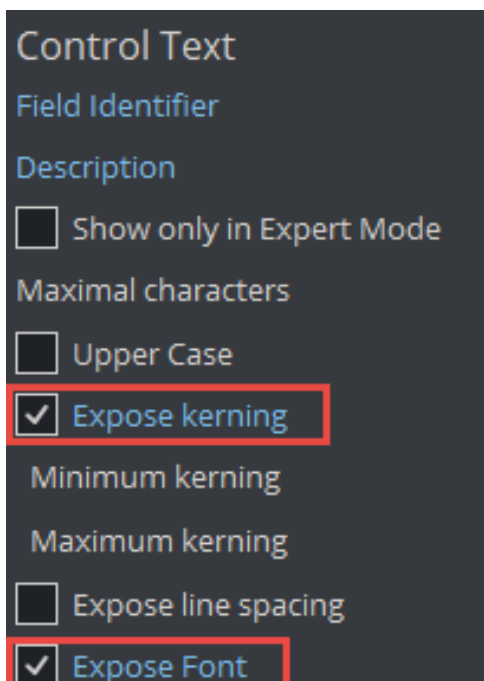 Control Text
Field Identifier
Description
Show only in Expert Mode
Maximal characters
Upper Case
Expose kerning
Minimum kerning
Maximum kerning
Expose line spacing
Expose Font